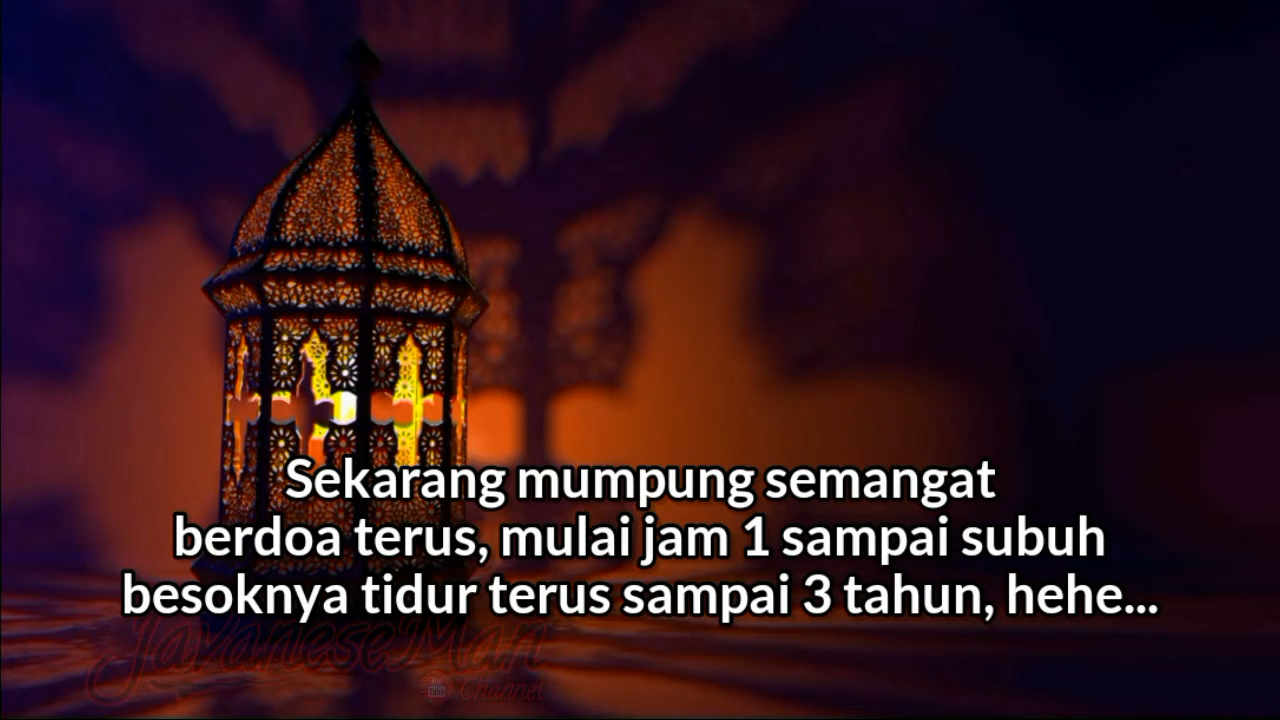 Sekarang mumpung semangat
berdoa terus, mulai jam 1 sampai subuh
besoknya tidur terus sampai 3 tahun, hehe...
JavaneseMan
Channel